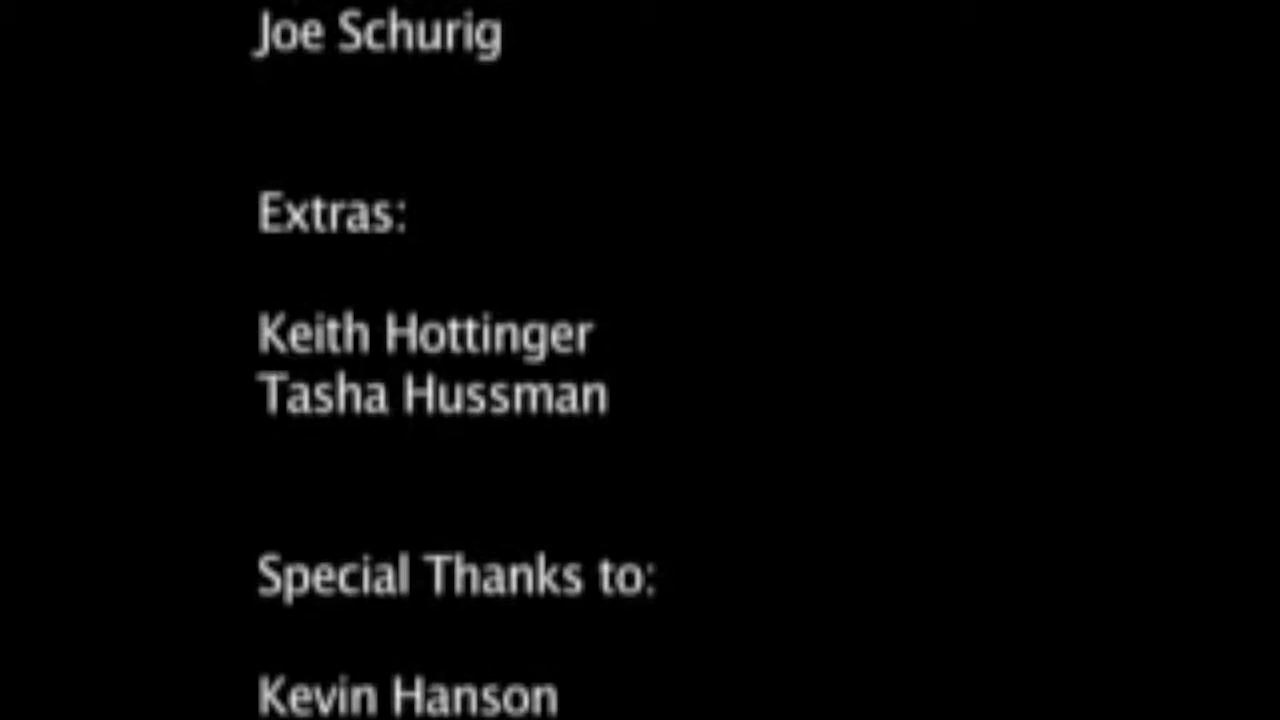 Joe Schurig
Extras:
Keith Hottinger
Tasha Hussman
Special Thanks to:
Kevin Hanson